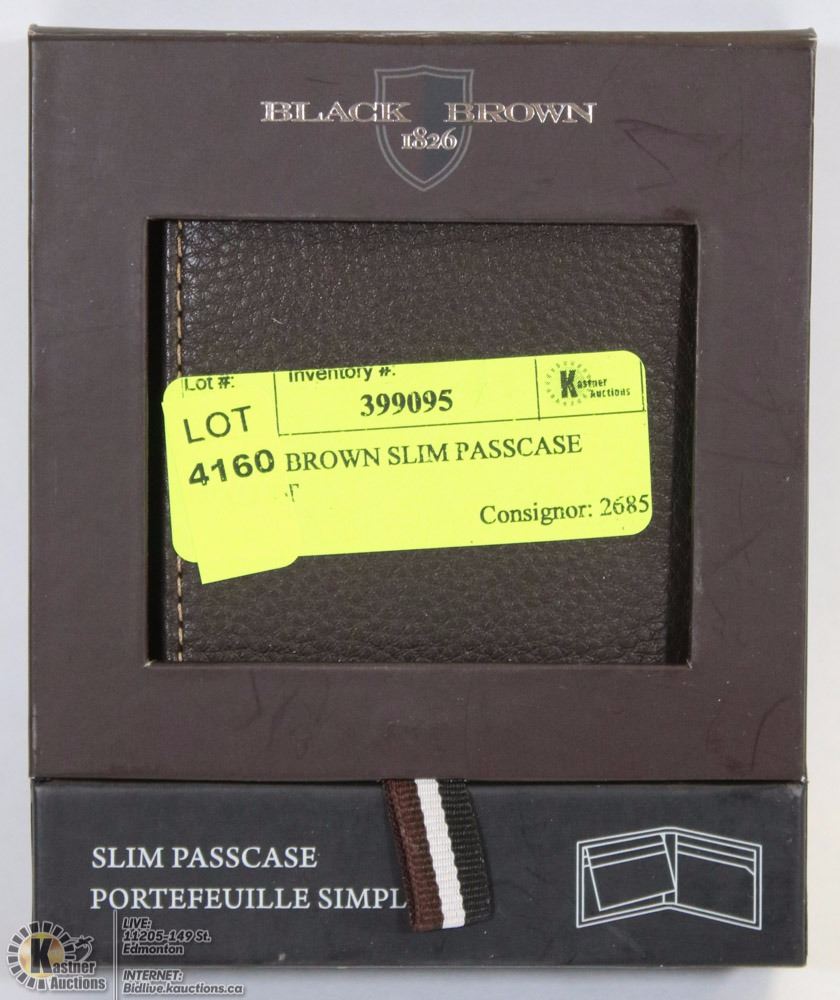 BLACK BROWN
1826
Lot #:
Inventory #:
399095
Kastner
Auctions
LOT
4160
BROWN SLIM PASSCASE
Consignor: 2685
SLIM PASSCASE
PORTEFEUILLE SIMPL
Kastner
Auctions
LIVE:
11205-149 St.
Edmonton
INTERNET:
Bidlive.kauctions.ca